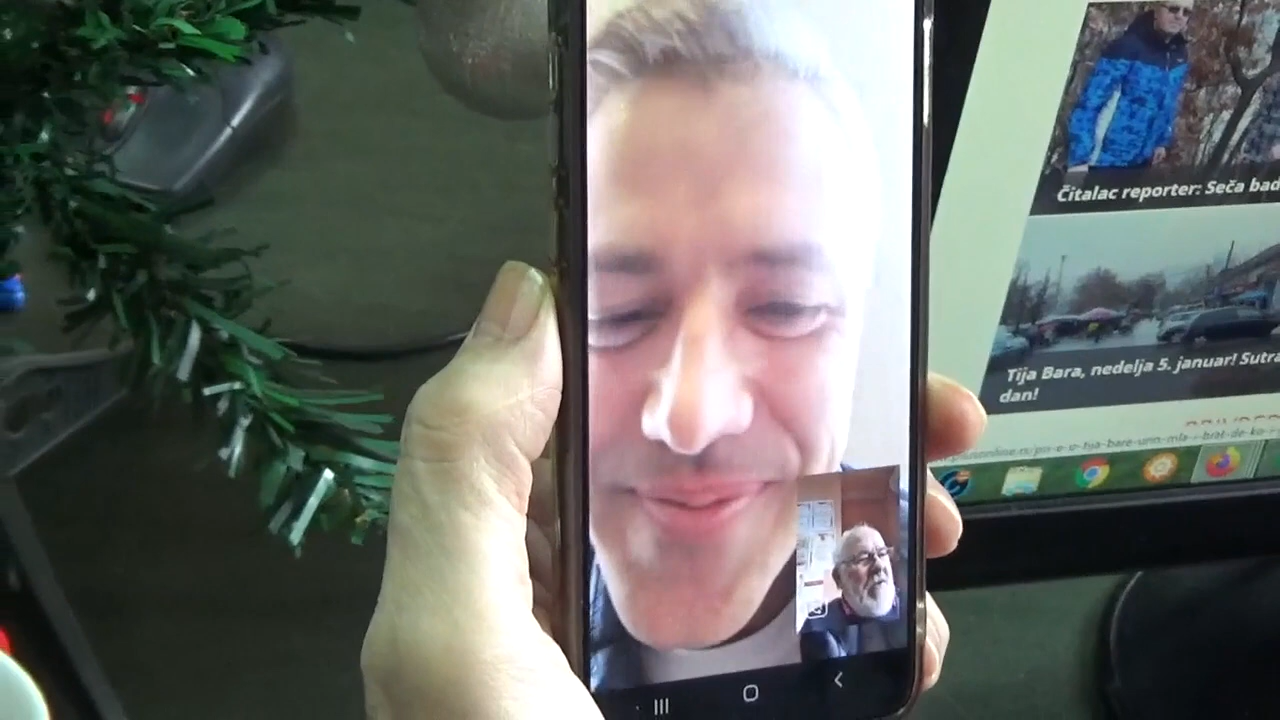 Čitalac reporter: Seča bad
Tija Bara, nedelja 5. januar! Sutra
dan!